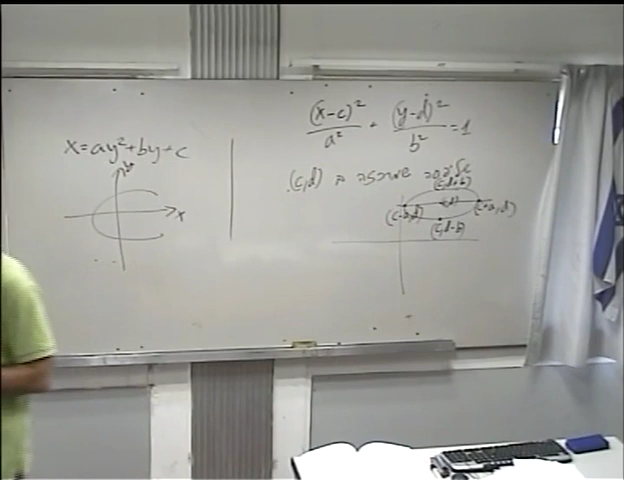 x=ay²+by+c
y
x
(x-c)²/a² + (y-d)²/b² =1
(c,d)
(c,d+b)
(c,d)
(c-a,d)
(c+a,d)
(c,d-b)